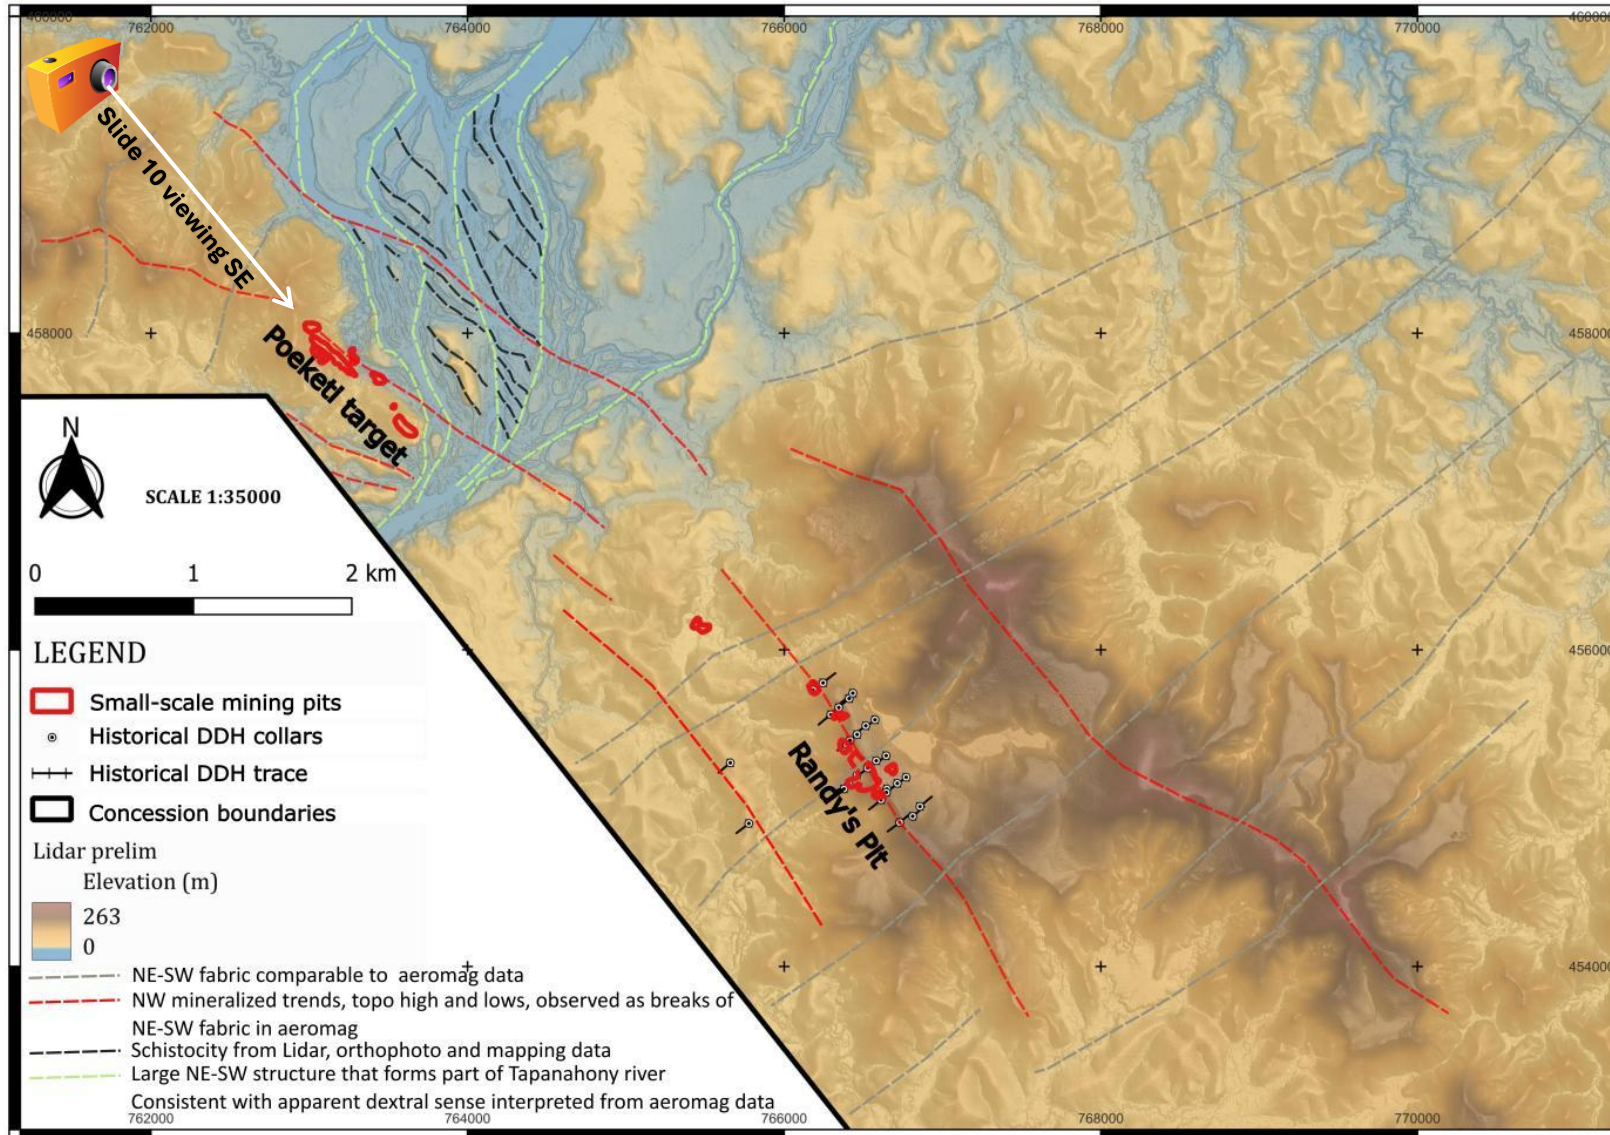 460000
762000
764000
766000
768000
770000
460000
Slide 10 viewing SE
458000
458000
Poeketi target
N
SCALE 1:35000
0 1 2 km
LEGEND
Small-scale mining pits
Historical DDH collars
Historical DDH trace
Concession boundaries
Lidar prelim
Elevation (m)
263
0
NE-SW fabric comparable to aeromag data
NW mineralized trends, topo high and lows, observed as breaks of
NE-SW fabric in aeromag
Schistocity from Lidar, orthophoto and mapping data
Large NE-SW structure that forms part of Tapanahony river
Consistent with apparent dextral sense interpreted from aeromag data
456000
Randy's Pit
454000
762000
764000
766000
768000
770000